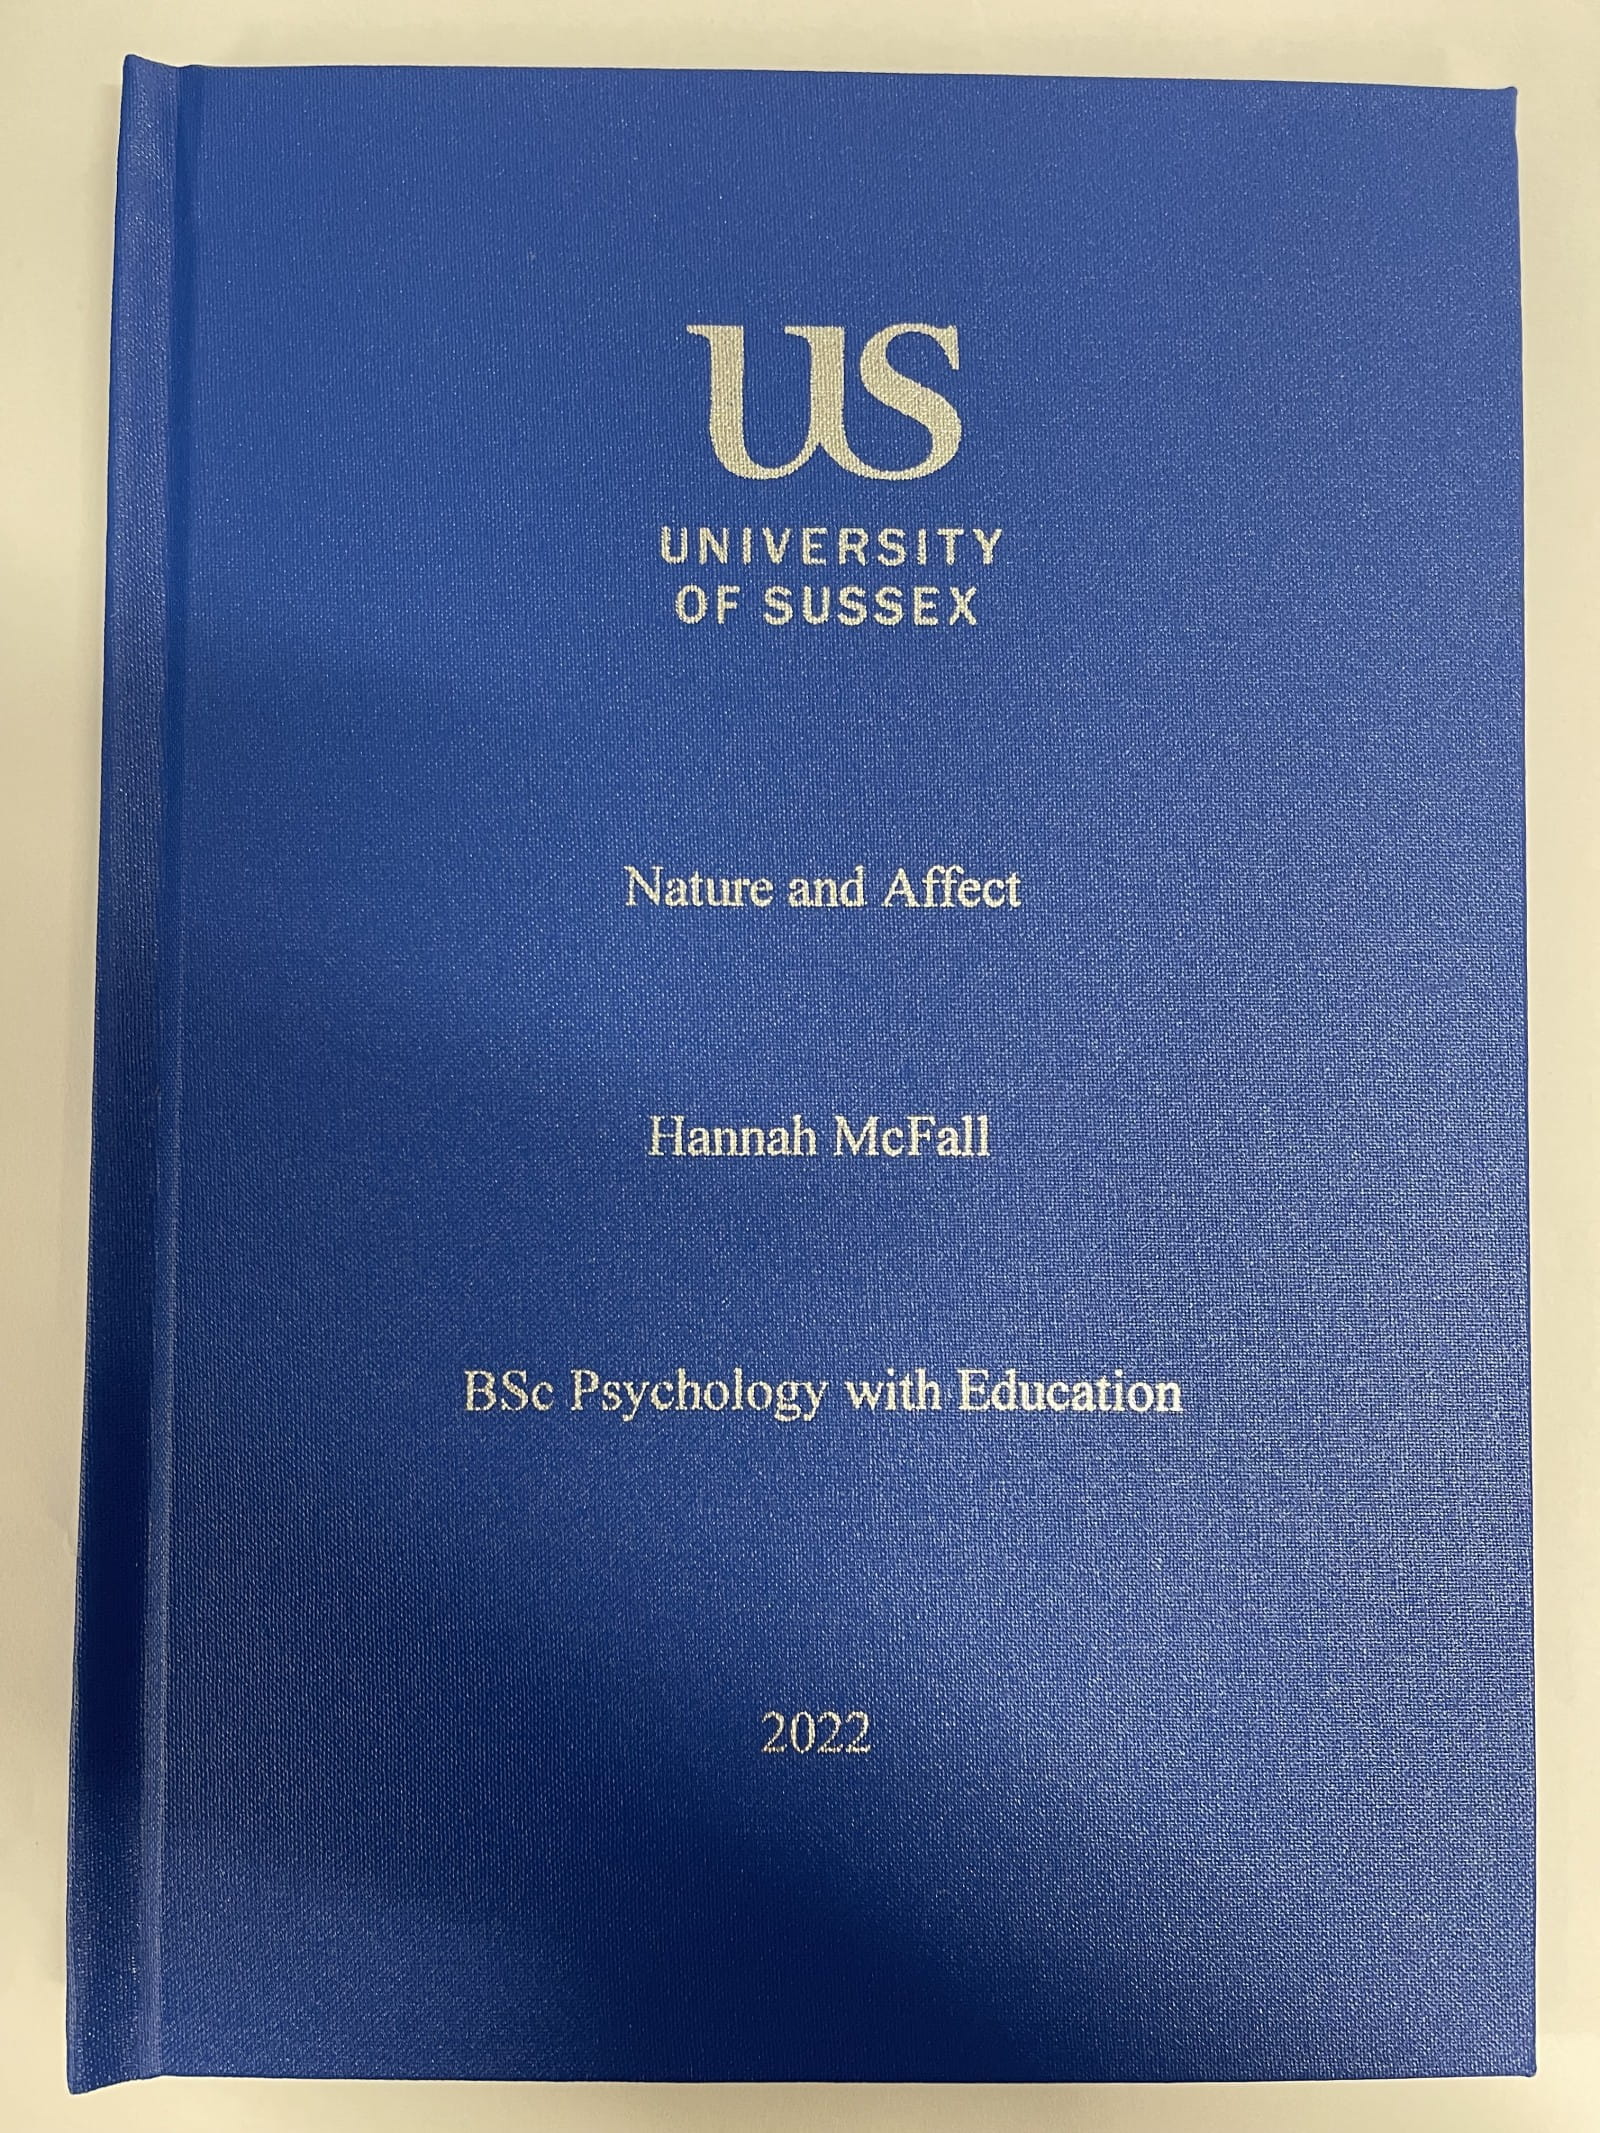 us
UNIVERSITY
OF SUSSEX
Nature and Affect
Hannah McFall
BSc Psychology with Education
2022